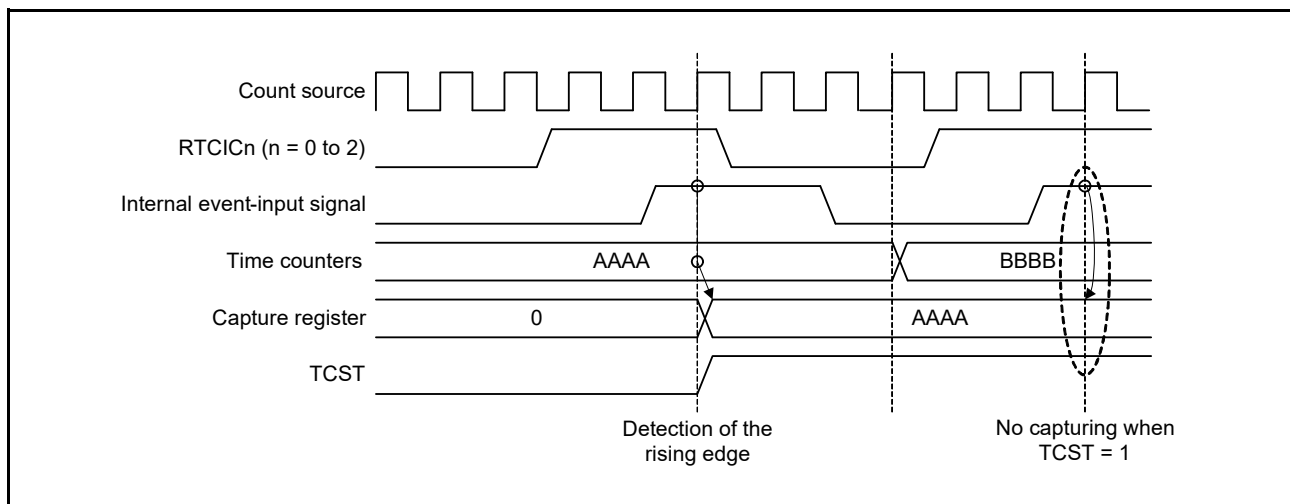 Count source
RTCICn (n = 0 to 2)
Internal event-input signal
Time counters
AAAA
BBBB
Capture register
0
AAAA
TCST
Detection of the
rising edge
No capturing when
TCST = 1